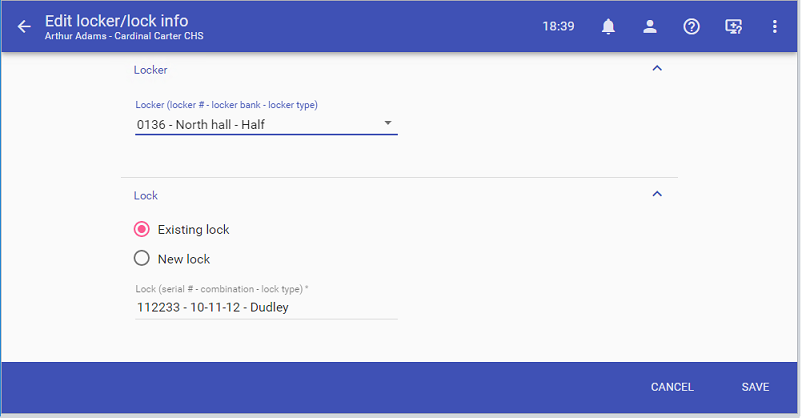 Edit locker/lock info
Arthur Adams - Cardinal Carter CHS
18:39
Locker
Locker (locker # - locker bank - locker type)
0136 - North hall - Half
Lock
Existing lock
New lock
Lock (serial # - combination - lock type) *
112233 - 10-11-12 - Dudley
CANCEL SAVE